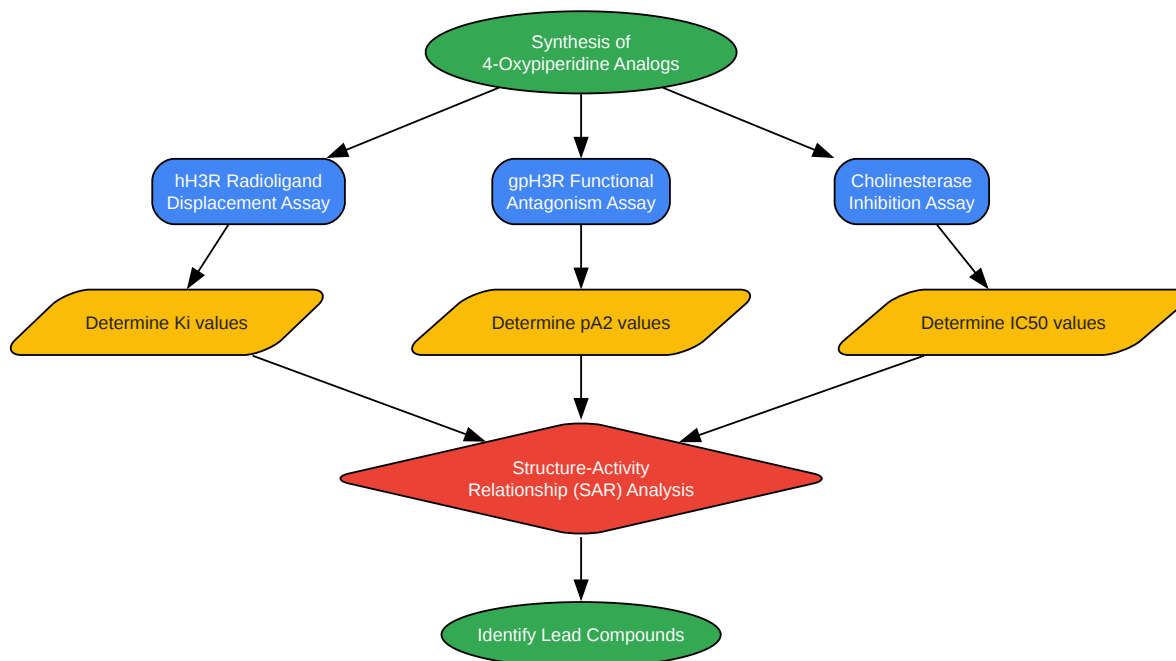 Synthesis of
4-Oxypiperidine Analogs
hH3R Radioligand
Displacement Assay
gpH3R Functional
Antagonism Assay
Cholinesterase
Inhibition Assay
Determine Ki values
Determine pA2 values
Determine IC50 values
Structure-Activity
Relationship (SAR) Analysis
Identify Lead Compounds